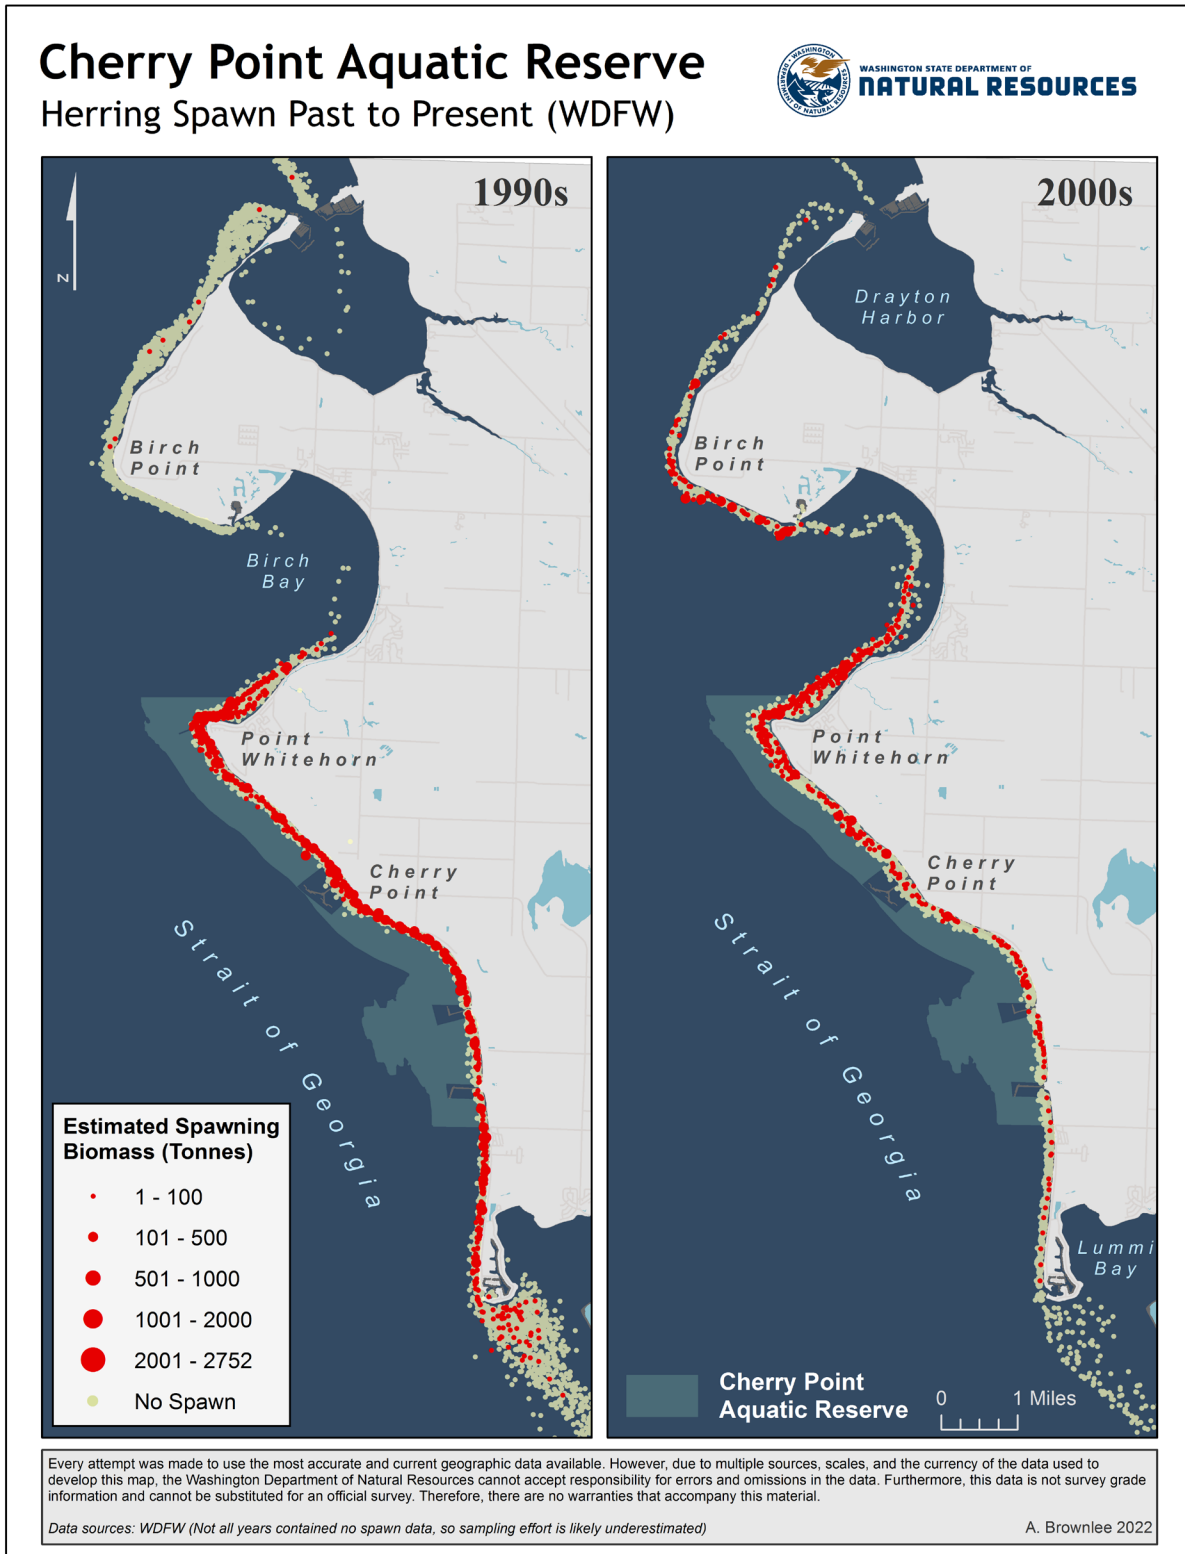 Cherry Point Aquatic Reserve
Herring Spawn Past to Present (WDFW)
WASHINGTON STATE DEPARTMENT OF
NATURAL RESOURCES
WASHINGTON
DEPARTMENT OF NATURAL RESOURCES
1990s
N
Birch
Point
Birch
Bay
Point
Whitehorn
Cherry
Point
Strait of Georgia
Estimated Spawning
Biomass (Tonnes)
1 - 100
101 - 500
501 - 1000
1001 - 2000
2001 - 2752
No Spawn
2000s
Drayton
Harbor
Birch
Point
Point
Whitehorn
Cherry
Point
Strait of Georgia
Lummi
Bay
Cherry Point
Aquatic Reserve
0 1 Miles
Every attempt was made to use the most accurate and current geographic data available. However, due to multiple sources, scales, and the currency of the data used to
develop this map, the Washington Department of Natural Resources cannot accept responsibility for errors and omissions in the data. Furthermore, this data is not survey grade
information and cannot be substituted for an official survey. Therefore, there are no warranties that accompany this material.
Data sources: WDFW (Not all years contained no spawn data, so sampling effort is likely underestimated)
A. Brownlee 2022